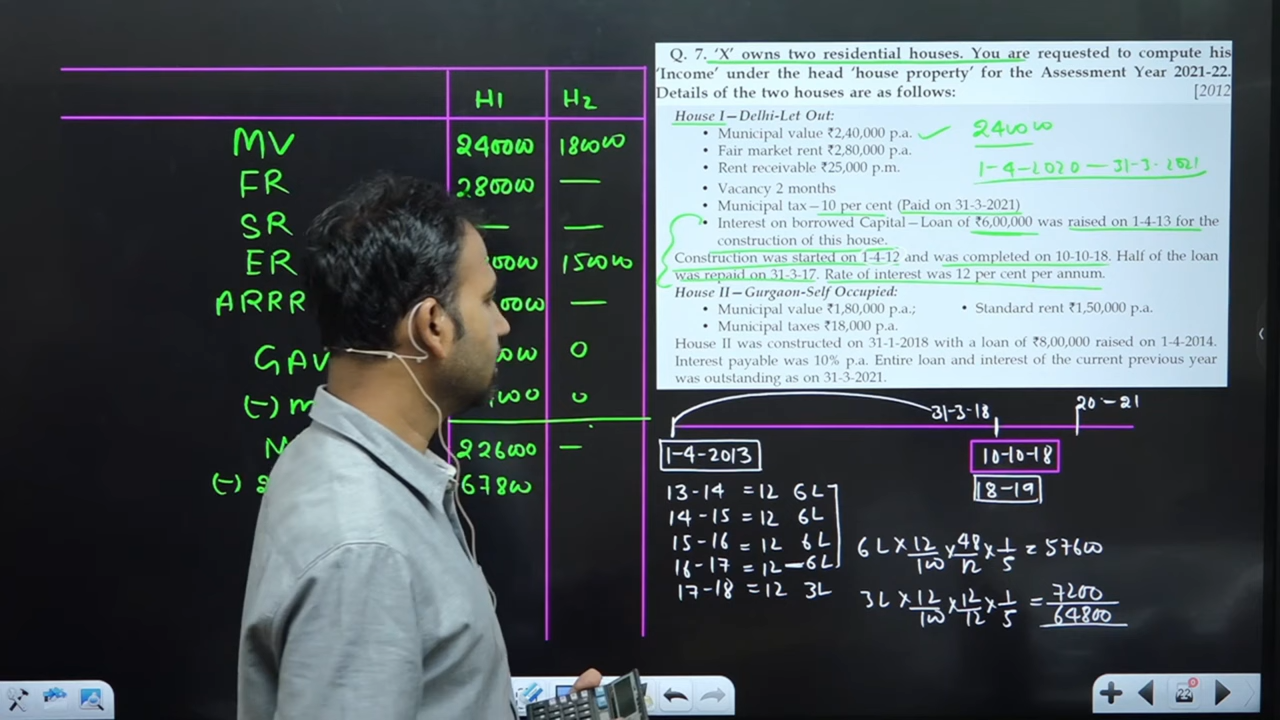 H1 H2
MV 240000 180000
FR 280000 —
SR — —
ER 0000 150000
ARRR 0000 —
GAV 0
(-) m 000 0
226000 —
(-) 67800
Q. 7. 'X' owns two residential houses. You are requested to compute his
'Income' under the head 'house property' for the Assessment Year 2021-22.
Details of the two houses are as follows: [2012
House I—Delhi-Let Out:
• Municipal value ₹2,40,000 p.a. ✓ 240000
• Fair market rent ₹2,80,000 p.a.
• Rent receivable ₹25,000 p.m. 1-4-2020 — 31-3-2021
• Vacancy 2 months
• Municipal tax—10 per cent (Paid on 31-3-2021)
• Interest on borrowed Capital—Loan of ₹6,00,000 was raised on 1-4-13 for the
construction of this house.
Construction was started on 1-4-12 and was completed on 10-10-18. Half of the loan
was repaid on 31-3-17. Rate of interest was 12 per cent per annum.
House II—Gurgaon-Self Occupied:
• Municipal value ₹1,80,000 p.a.; • Standard rent ₹1,50,000 p.a.
• Municipal taxes ₹18,000 p.a.
House II was constructed on 31-1-2018 with a loan of ₹8,00,000 raised on 1-4-2014.
Interest payable was 10% p.a. Entire loan and interest of the current previous year
was outstanding as on 31-3-2021.
31-3-18 20-21
1-4-2013 10-10-18
18-19
13-14 = 12 6L
14-15 = 12 6L
15-16 = 12 6L
16-17 = 12 — 6L
17-18 = 12 3L
6L × 12/100 × 48/12 × 1/5 = 57600
3L × 12/100 × 12/12 × 1/5 = 7200
64800
22